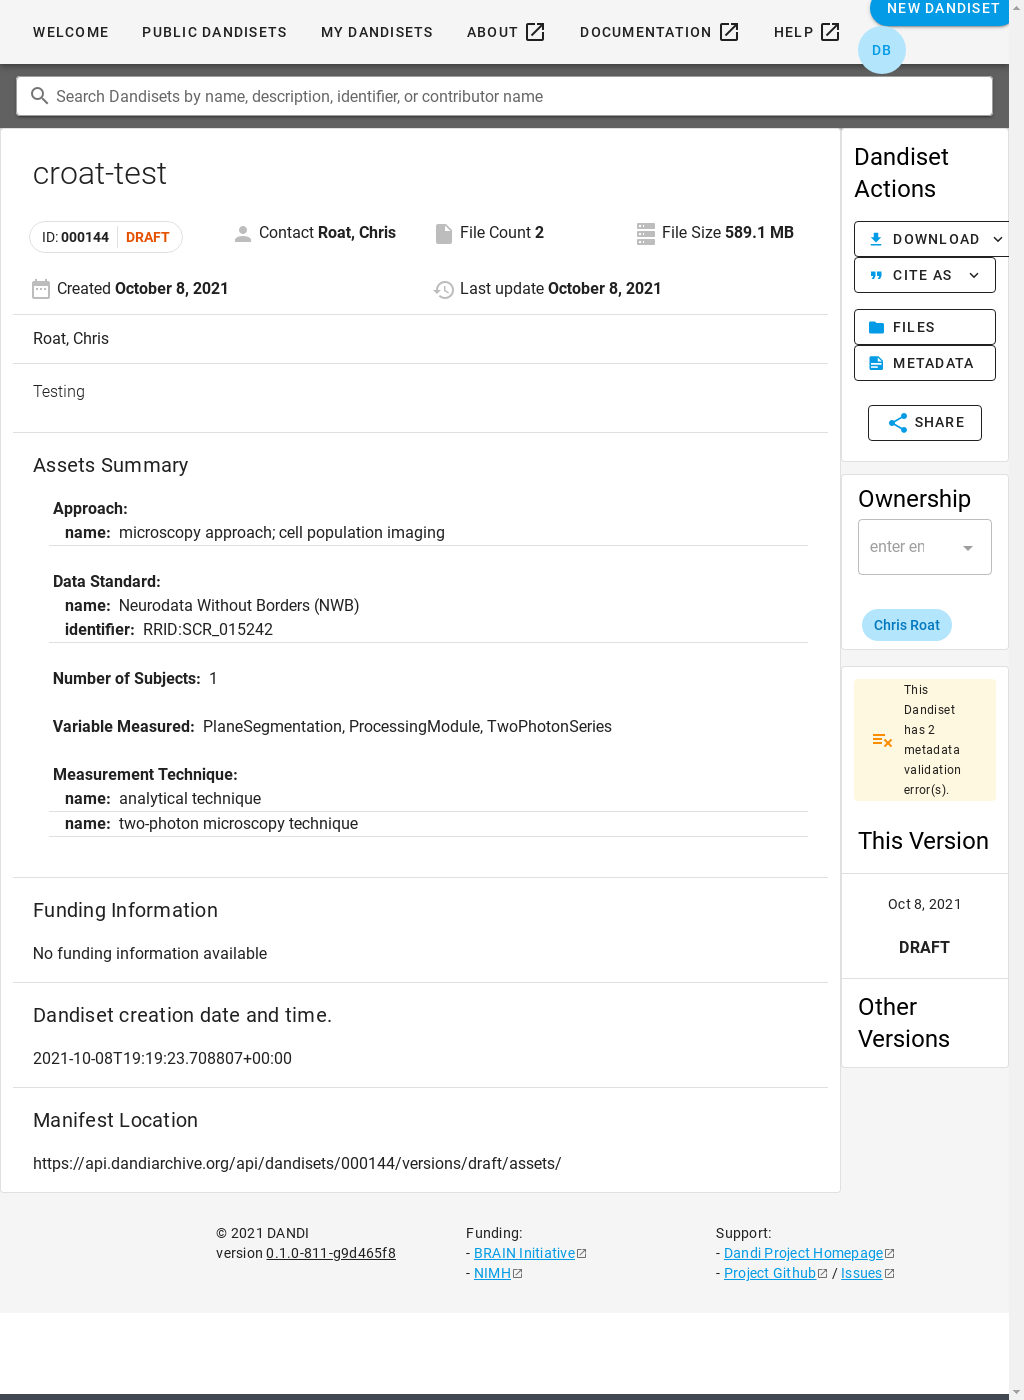 WELCOME
PUBLIC DANDISETS
MY DANDISETS
ABOUT
DOCUMENTATION
HELP
NEW DANDISET
DB
Search Dandisets by name, description, identifier, or contributor name
croat-test
ID: 000144 DRAFT
Contact Roat, Chris
File Count 2
File Size 589.1 MB
Created October 8, 2021
Last update October 8, 2021
Roat, Chris
Testing
Assets Summary
Approach:
name: microscopy approach; cell population imaging
Data Standard:
name: Neurodata Without Borders (NWB)
identifier: RRID:SCR_015242
Number of Subjects: 1
Variable Measured: PlaneSegmentation, ProcessingModule, TwoPhotonSeries
Measurement Technique:
name: analytical technique
name: two-photon microscopy technique
Funding Information
No funding information available
Dandiset creation date and time.
2021-10-08T19:19:23.708807+00:00
Manifest Location
https://api.dandiarchive.org/api/dandisets/000144/versions/draft/assets/
Dandiset
Actions
DOWNLOAD
CITE AS
FILES
METADATA
SHARE
Ownership
enter en
Chris Roat
This
Dandiset
has 2
metadata
validation
error(s).
This Version
Oct 8, 2021
DRAFT
Other
Versions
© 2021 DANDI
version 0.1.0-811-g9d465f8
Funding:
- BRAIN Initiative
- NIMH
Support:
- Dandi Project Homepage
- Project Github / Issues